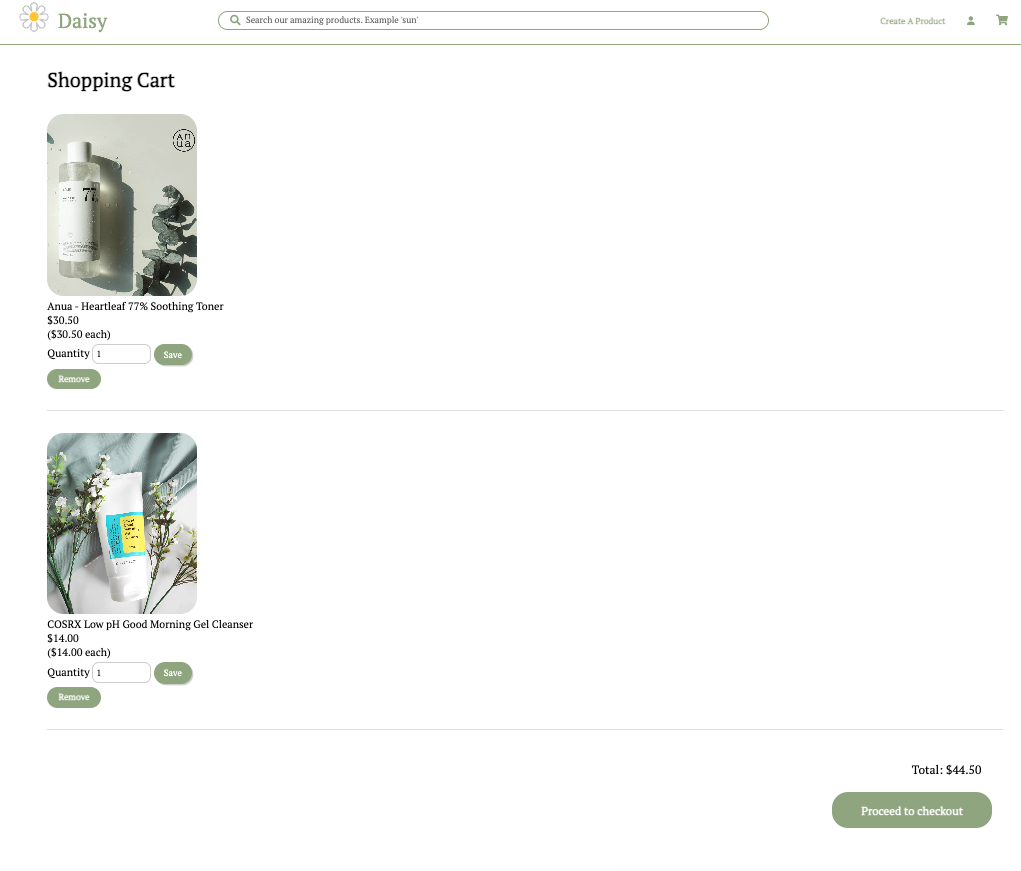 Daisy
Search our amazing products. Example 'sun'
Create A Product
Shopping Cart
An
ua
77
Anua - Heartleaf 77% Soothing Toner
$30.50
($30.50 each)
Quantity 1 Save
Remove
COSRX Low pH Good Morning Gel Cleanser
$14.00
($14.00 each)
Quantity 1 Save
Remove
Total: $44.50
Proceed to checkout